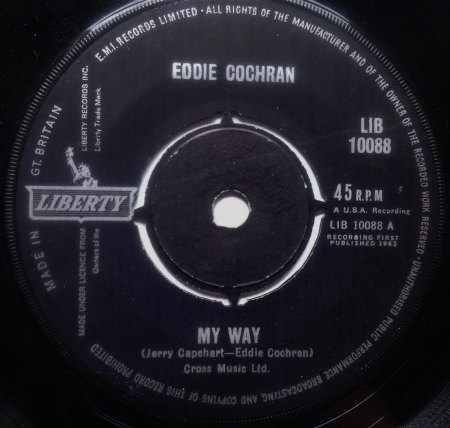 E.M.I. RECORDS LIMITED · ALL RIGHTS OF THE MANUFACTURER AND OF THE OWNER OF THE RECORDED WORK RESERVED · UNAUTHORISED PUBLIC PERFORMANCE BROADCASTING AND COPYING OF THIS RECORD PROHIBITED
MADE IN GT. BRITAIN
EDDIE COCHRAN
LIBERTY RECORDS INC.
Liberty Trade Mark
MADE UNDER LICENCE FROM
Owners of the
LIBERTY
LIB
10088
45 R.P.M
A U.S.A. Recording
LIB 10088 A
RECORDING FIRST
PUBLISHED 1963
MY WAY
(Jerry Capehart—Eddie Cochran)
Cross Music Ltd.